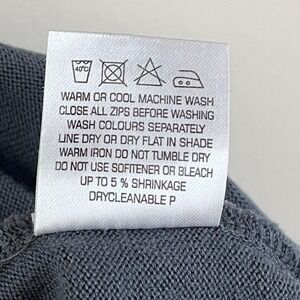 40°C
WARM OR COOL MACHINE WASH
CLOSE ALL ZIPS BEFORE WASHING
WASH COLOURS SEPARATELY
LINE DRY OR DRY FLAT IN SHADE
WARM IRON DO NOT TUMBLE DRY
DO NOT USE SOFTENER OR BLEACH
UP TO 5 % SHRINKAGE
DRYCLEANABLE P